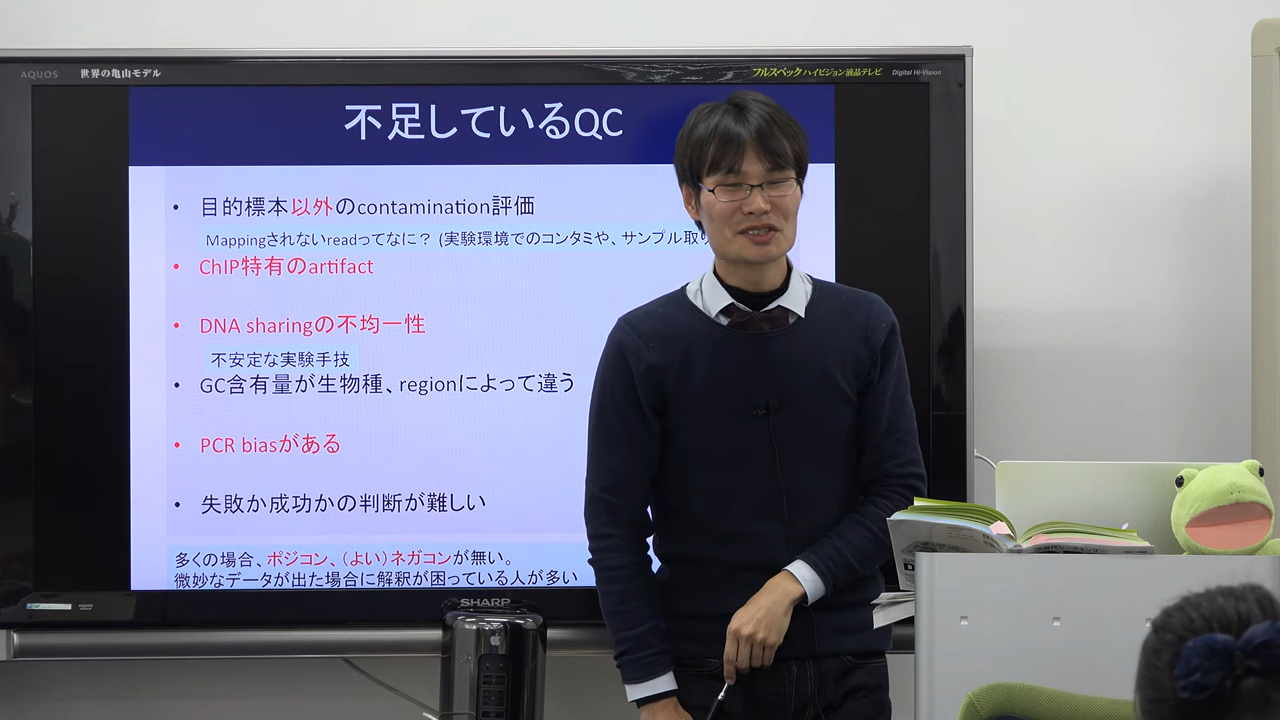 AQUOS 世界の亀山モデル
フルスペックハイビジョン液晶テレビ Digital Hi-Vision
不足しているQC
• 目的標本以外のcontamination評価
Mappingされないreadってなに？ (実験環境でのコンタミや、サンプル取り
• ChIP特有のartifact
• DNA sharingの不均一性
不安定な実験手技
• GC含有量が生物種、regionによって違う
• PCR biasがある
• 失敗か成功かの判断が難しい
多くの場合、ポジコン、（よい）ネガコンが無い。
微妙なデータが出た場合に解釈が困っている人が多い
SHARP